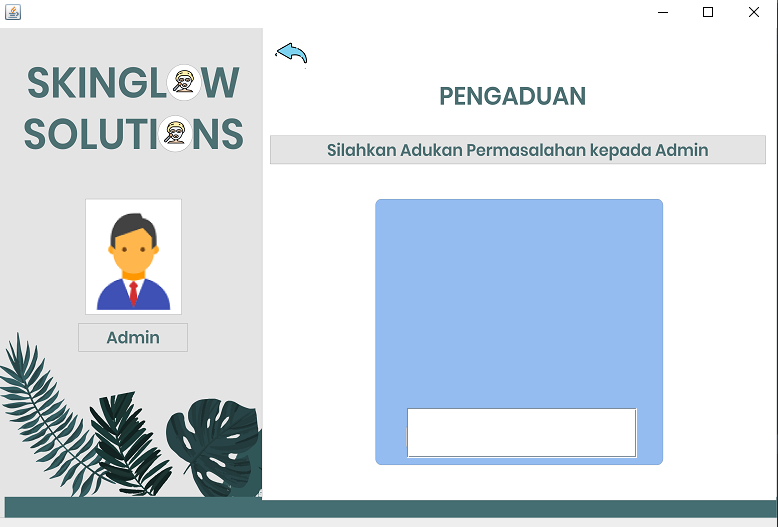 SKINGLOW
SOLUTIONS
Admin
PENGADUAN
Silahkan Adukan Permasalahan kepada Admin